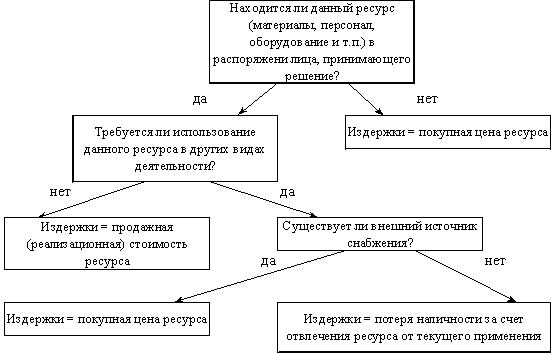 Находится ли данный ресурс
(материалы, персонал,
оборудование и т.п.) в
распоряжени лица, принимающего
решение?
да
нет
Требуется ли использование
данного ресурса в других видах
деятельности?
Издержки = покупная цена ресурса
нет
да
Издержки = продажная
(реализационная) стоимость
ресурса
Существует ли внешний источник
снабжения?
да
нет
Издержки = покупная цена ресурса
Издержки = потеря наличности за счет
отвлечения ресурса от текущего применения